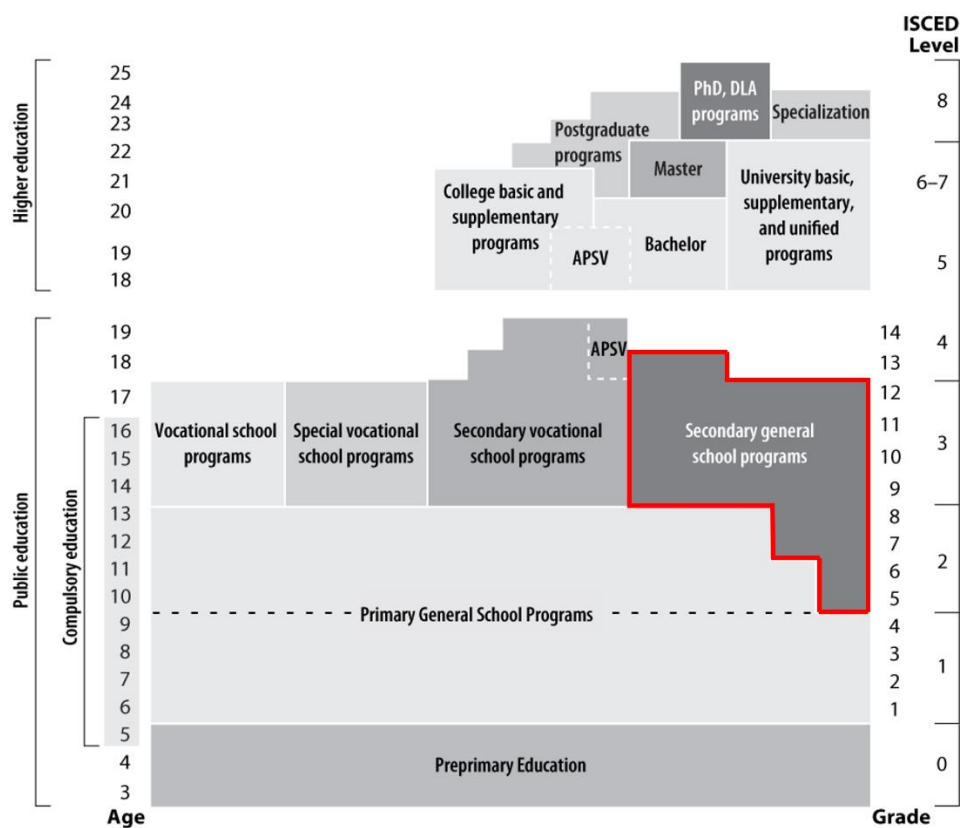 ISCED
Level
Higher education
25
24
23
22
21
20
19
18
PhD, DLA
programs
Specialization
Postgraduate
programs
Master
College basic and
supplementary
programs
APSV
Bachelor
University basic,
supplementary,
and unified
programs
8
6–7
5
Public education
Compulsory education
19
18
17
16
15
14
13
12
11
10
9
8
7
6
5
4
3
Age
APSV
Vocational school
programs
Special vocational
school programs
Secondary vocational
school programs
Secondary general
school programs
Primary General School Programs
Preprimary Education
14
13
12
11
10
9
8
7
6
5
4
3
2
1
Grade
4
3
2
1
0